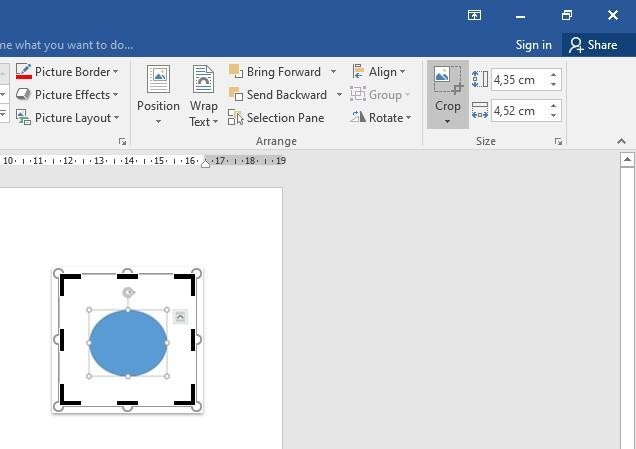 me what you want to do...
Sign in
Share
Picture Border
Bring Forward
Align
4,35 cm
Picture Effects
Position
Wrap
Text
Send Backward
Group
Crop
4,52 cm
Picture Layout
Selection Pane
Rotate
Arrange
Size
10 11 12 13 14 15 16 17 18 19